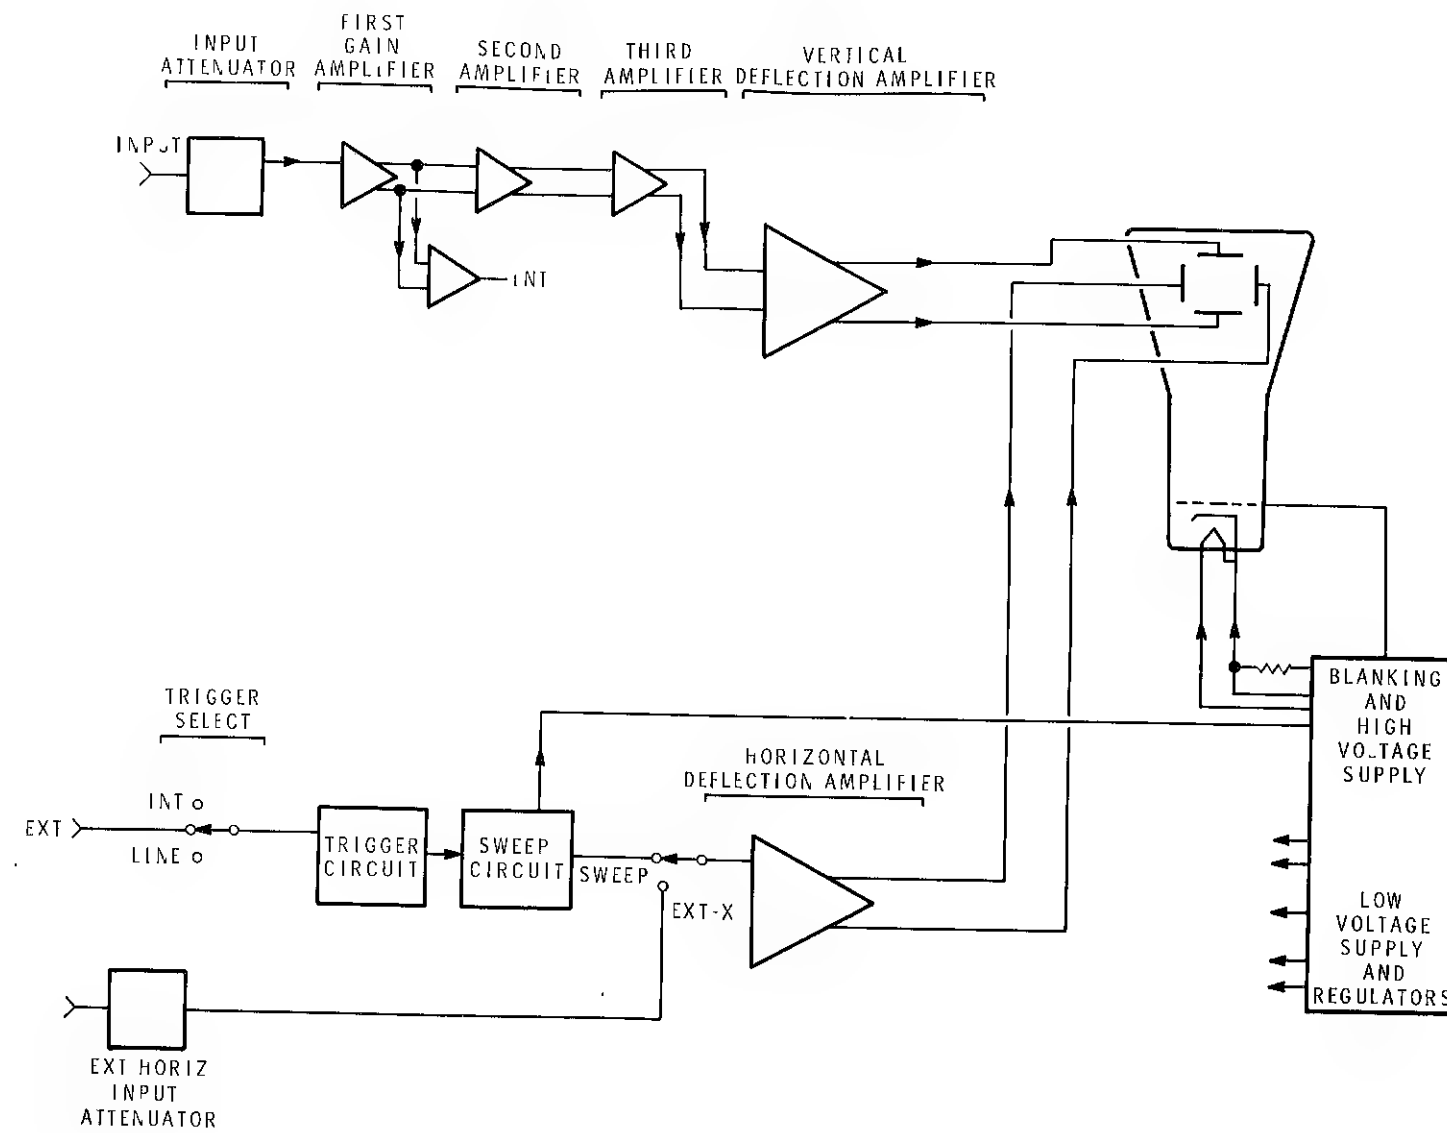 INPUT
ATTENUATOR
FIRST
GAIN
AMPLIFIER
SECOND
AMPLIFIER
THIRD
AMPLIFIER
VERTICAL
DEFLECTION AMPLIFIER
INPUT
INT
TRIGGER
SELECT
INT
EXT
LINE
TRIGGER
CIRCUIT
SWEEP
CIRCUIT
SWEEP
EXT-X
HORIZONTAL
DEFLECTION AMPLIFIER
BLANKING
AND
HIGH
VOLTAGE
SUPPLY
LOW
VOLTAGE
SUPPLY
AND
REGULATORS
EXT HORIZ
INPUT
ATTENUATOR